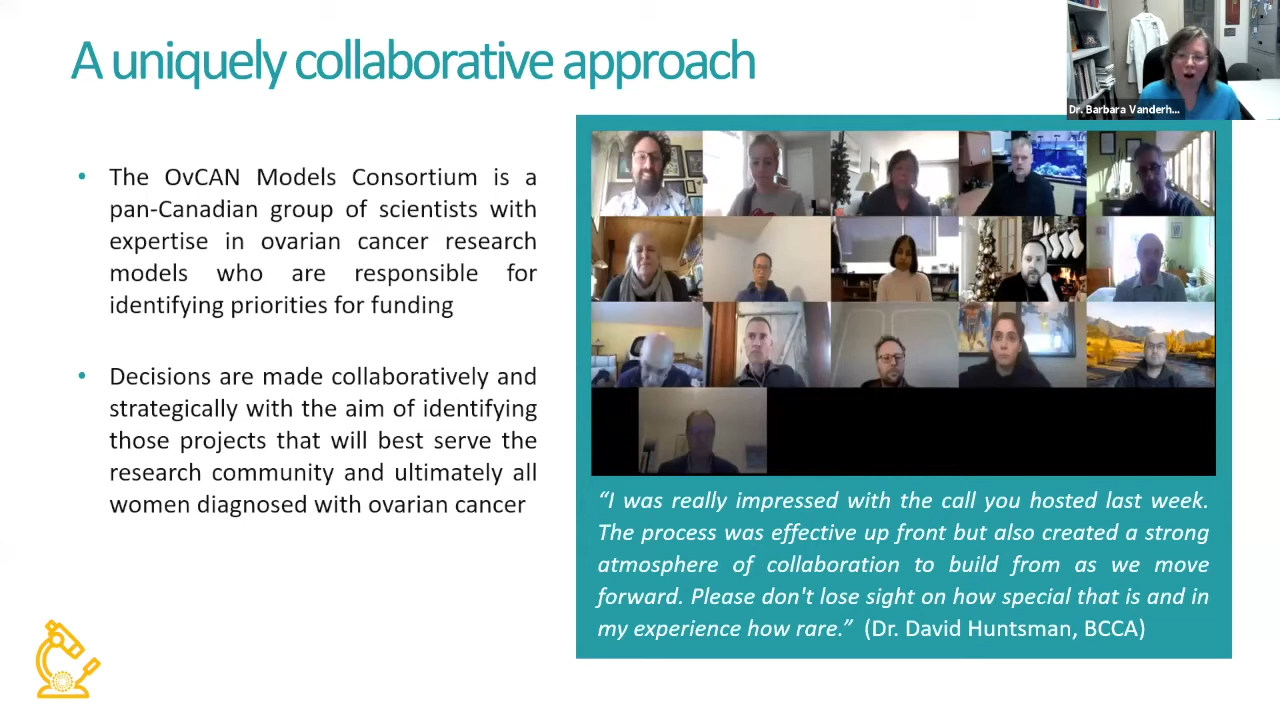 A uniquely collaborative approach
Dr. Barbara Vanderh...
• The OvCAN Models Consortium is a
pan-Canadian group of scientists with
expertise in ovarian cancer research
models who are responsible for
identifying priorities for funding
• Decisions are made collaboratively and
strategically with the aim of identifying
those projects that will best serve the
research community and ultimately all
women diagnosed with ovarian cancer
“I was really impressed with the call you hosted last week.
The process was effective up front but also created a strong
atmosphere of collaboration to build from as we move
forward. Please don't lose sight on how special that is and in
my experience how rare.” (Dr. David Huntsman, BCCA)